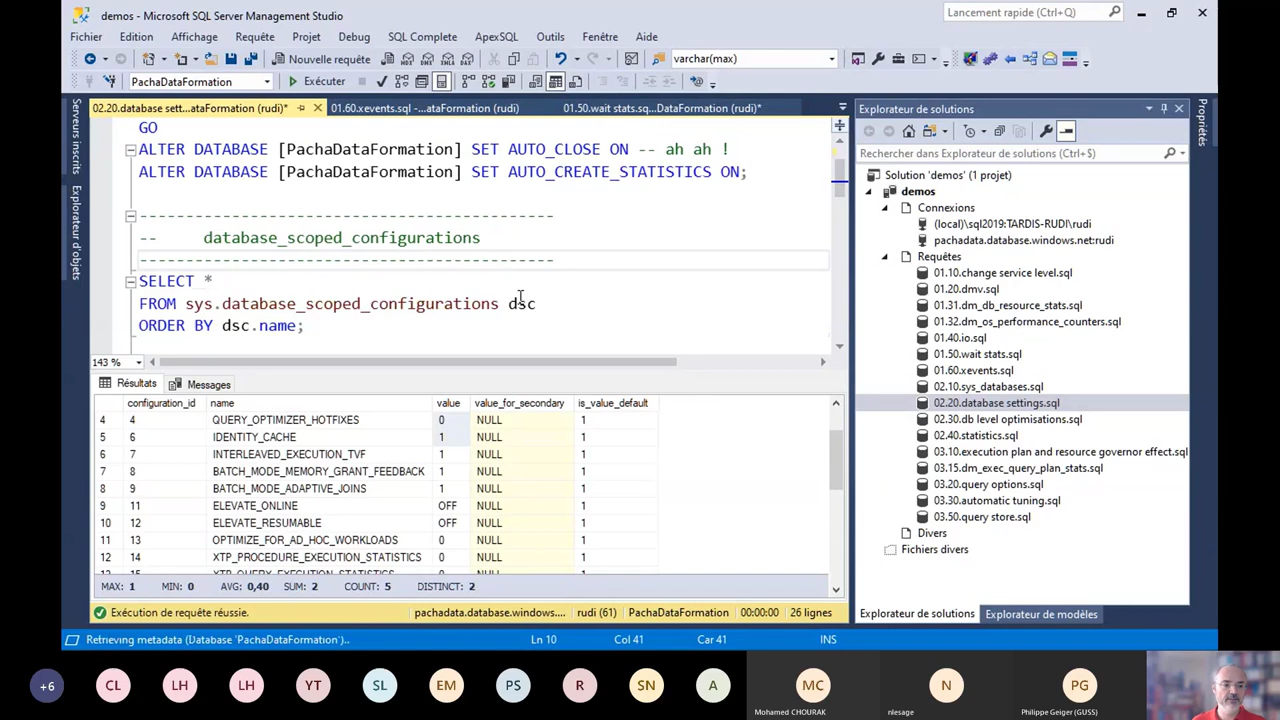 demos - Microsoft SQL Server Management Studio
Lancement rapide (Ctrl+Q)
Fichier Edition Affichage Requête Projet Debug SQL Complete ApexSQL Outils Fenêtre Aide
Nouvelle requête varchar(max)
PachaDataFormation Exécuter
02.20.database sett...ataFormation (rudi)* 01.60.xevents.sql -...ataFormation (rudi) 01.50.wait stats.sq...DataFormation (rudi)*
Serveurs inscrits
Explorateur d'objets
GO
ALTER DATABASE [PachaDataFormation] SET AUTO_CLOSE ON -- ah ah !
ALTER DATABASE [PachaDataFormation] SET AUTO_CREATE_STATISTICS ON;
---------------------------------------------
-- database_scoped_configurations
---------------------------------------------
SELECT *
FROM sys.database_scoped_configurations dsc
ORDER BY dsc.name;
143 %
Résultats Messages
configuration_id name value value_for_secondary is_value_default
4 4 QUERY_OPTIMIZER_HOTFIXES 0 NULL 1
5 6 IDENTITY_CACHE 1 NULL 1
6 7 INTERLEAVED_EXECUTION_TVF 1 NULL 1
7 8 BATCH_MODE_MEMORY_GRANT_FEEDBACK 1 NULL 1
8 9 BATCH_MODE_ADAPTIVE_JOINS 1 NULL 1
9 11 ELEVATE_ONLINE OFF NULL 1
10 12 ELEVATE_RESUMABLE OFF NULL 1
11 13 OPTIMIZE_FOR_AD_HOC_WORKLOADS 0 NULL 1
12 14 XTP_PROCEDURE_EXECUTION_STATISTICS 0 NULL 1
MAX: 1 MIN: 0 AVG: 0,40 SUM: 2 COUNT: 5 DISTINCT: 2
Exécution de requête réussie. pachadata.database.windows.... rudi (61) PachaDataFormation 00:00:00 26 lignes
Explorateur de solutions
Rechercher dans Explorateur de solutions (Ctrl+$)
Solution 'demos' (1 projet)
demos
Connexions
(local)\sql2019:TARDIS-RUDI\rudi
pachadata.database.windows.net:rudi
Requêtes
01.10.change service level.sql
01.20.dmv.sql
01.31.dm_db_resource_stats.sql
01.32.dm_os_performance_counters.sql
01.40.io.sql
01.50.wait stats.sql
01.60.xevents.sql
02.10.sys_databases.sql
02.20.database settings.sql
02.30.db level optimisations.sql
02.40.statistics.sql
03.10.execution plan and resource governor effect.sql
03.15.dm_exec_query_plan_stats.sql
03.20.query options.sql
03.30.automatic tuning.sql
03.50.query store.sql
Divers
Fichiers divers
Explorateur de solutions Explorateur de modèles
Propriétés
Retrieving metadata (Database 'PachaDataFormation').. Ln 10 Col 41 Car 41 INS
+6 CL LH LH YT SL EM PS R SN A MC N PG
Mohamed CHOURAK nlesage Philippe Geiger (GUSS)